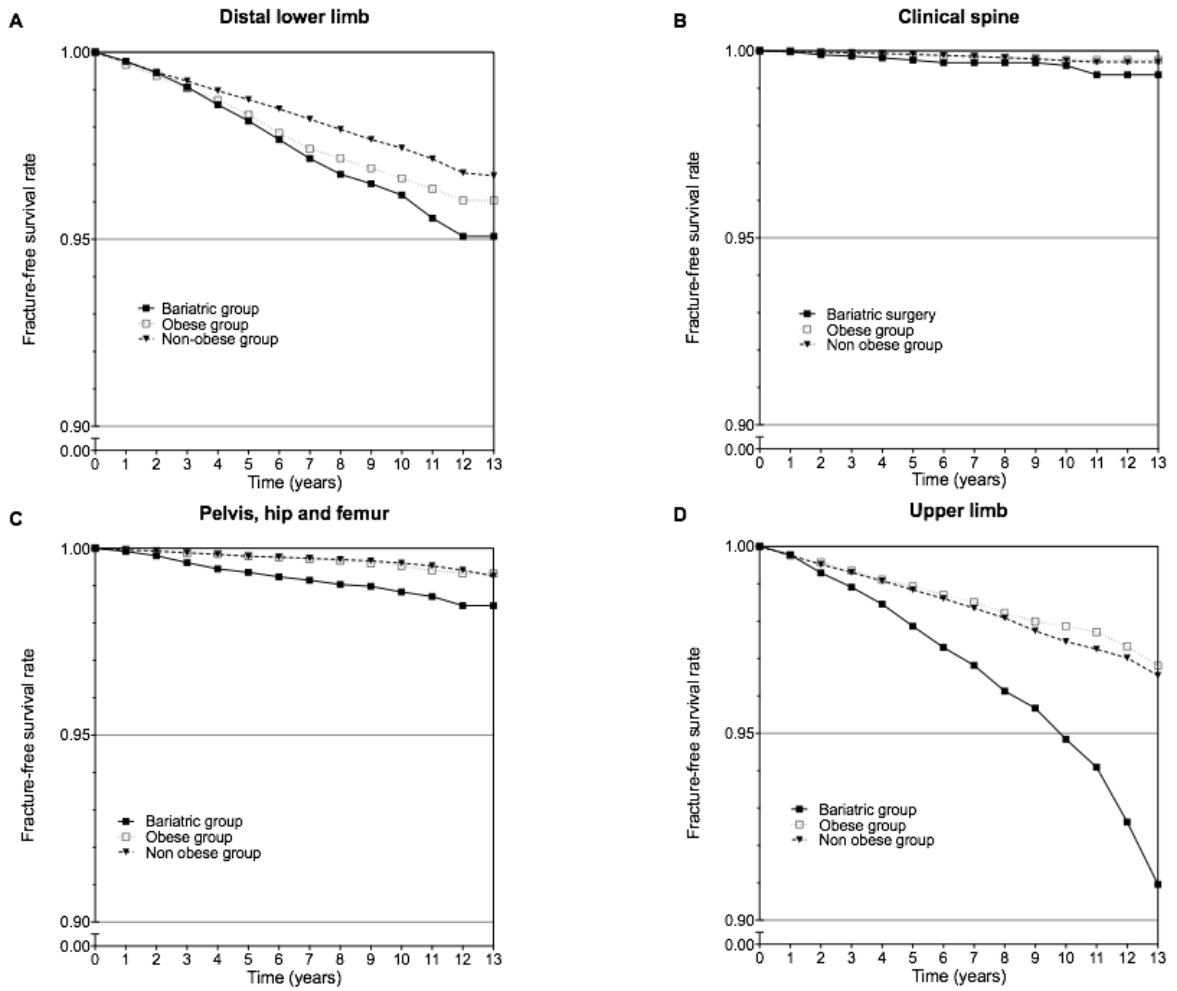 A
Distal lower limb
1.00
0.95
0.90
0.00
Fracture-free survival rate
Bariatric group
Obese group
Non-obese group
0 1 2 3 4 5 6 7 8 9 10 11 12 13
Time (years)
B
Clinical spine
1.00
0.95
0.90
0.00
Fracture-free survival rate
Bariatric surgery
Obese group
Non obese group
0 1 2 3 4 5 6 7 8 9 10 11 12 13
Time (years)
C
Pelvis, hip and femur
1.00
0.95
0.90
0.00
Fracture-free survival rate
Bariatric group
Obese group
Non obese group
0 1 2 3 4 5 6 7 8 9 10 11 12 13
Time (years)
D
Upper limb
1.00
0.95
0.90
0.00
Fracture-free survival rate
Bariatric group
Obese group
Non obese group
0 1 2 3 4 5 6 7 8 9 10 11 12 13
Time (years)